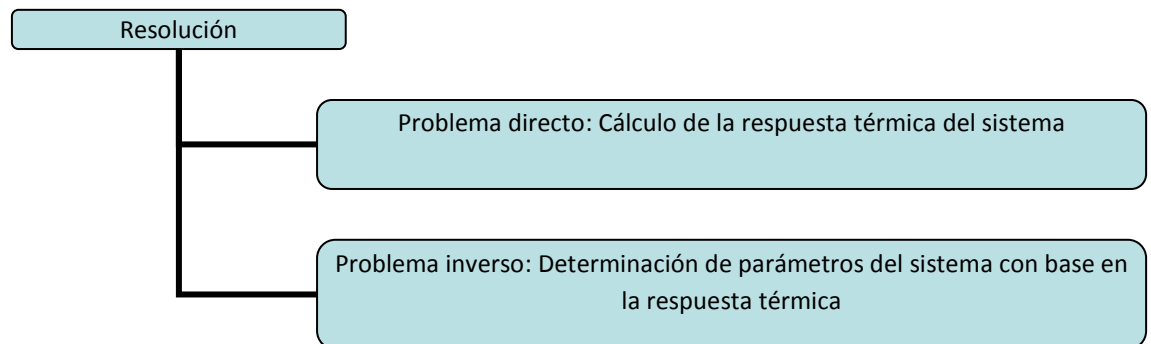 Resolución
Problema directo: Cálculo de la respuesta térmica del sistema
Problema inverso: Determinación de parámetros del sistema con base en
la respuesta térmica